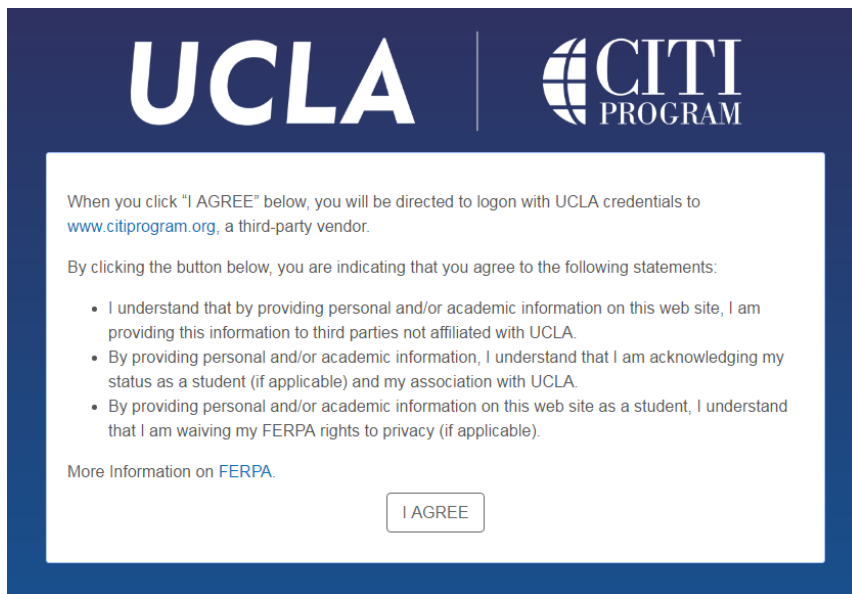 UCLA
CITI
PROGRAM
When you click “I AGREE” below, you will be directed to logon with UCLA credentials to
www.citiprogram.org, a third-party vendor.
By clicking the button below, you are indicating that you agree to the following statements:
• I understand that by providing personal and/or academic information on this web site, I am
providing this information to third parties not affiliated with UCLA.
• By providing personal and/or academic information, I understand that I am acknowledging my
status as a student (if applicable) and my association with UCLA.
• By providing personal and/or academic information on this web site as a student, I understand
that I am waiving my FERPA rights to privacy (if applicable).
More Information on FERPA.
I AGREE